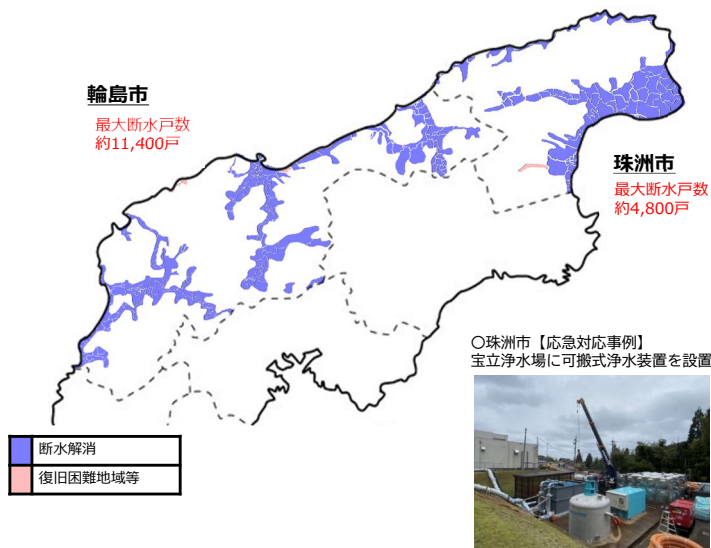 輪島市
最大断水戸数
約11,400戸
珠洲市
最大断水戸数
約4,800戸
〇珠洲市【応急対応事例】
宝立浄水場に可搬式浄水装置を設置
断水解消
復旧困難地域等